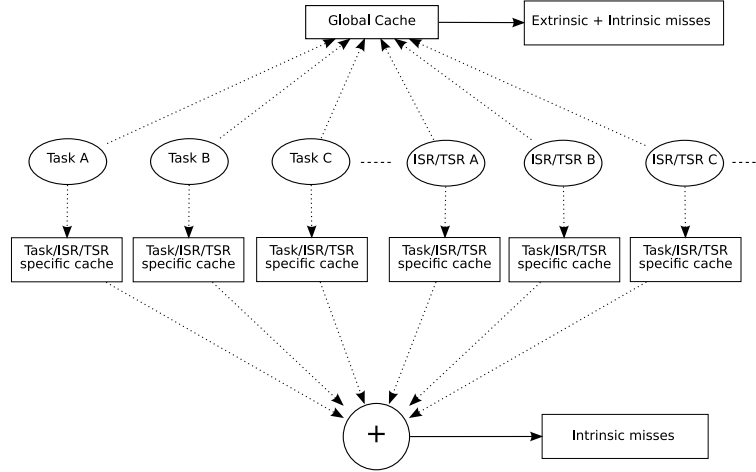 Global Cache
Extrinsic + Intrinsic misses
Task A
Task B
Task C
ISR/TSR A
ISR/TSR B
ISR/TSR C
Task/ISR/TSR
specific cache
Task/ISR/TSR
specific cache
Task/ISR/TSR
specific cache
Task/ISR/TSR
specific cache
Task/ISR/TSR
specific cache
Task/ISR/TSR
specific cache
+
Intrinsic misses